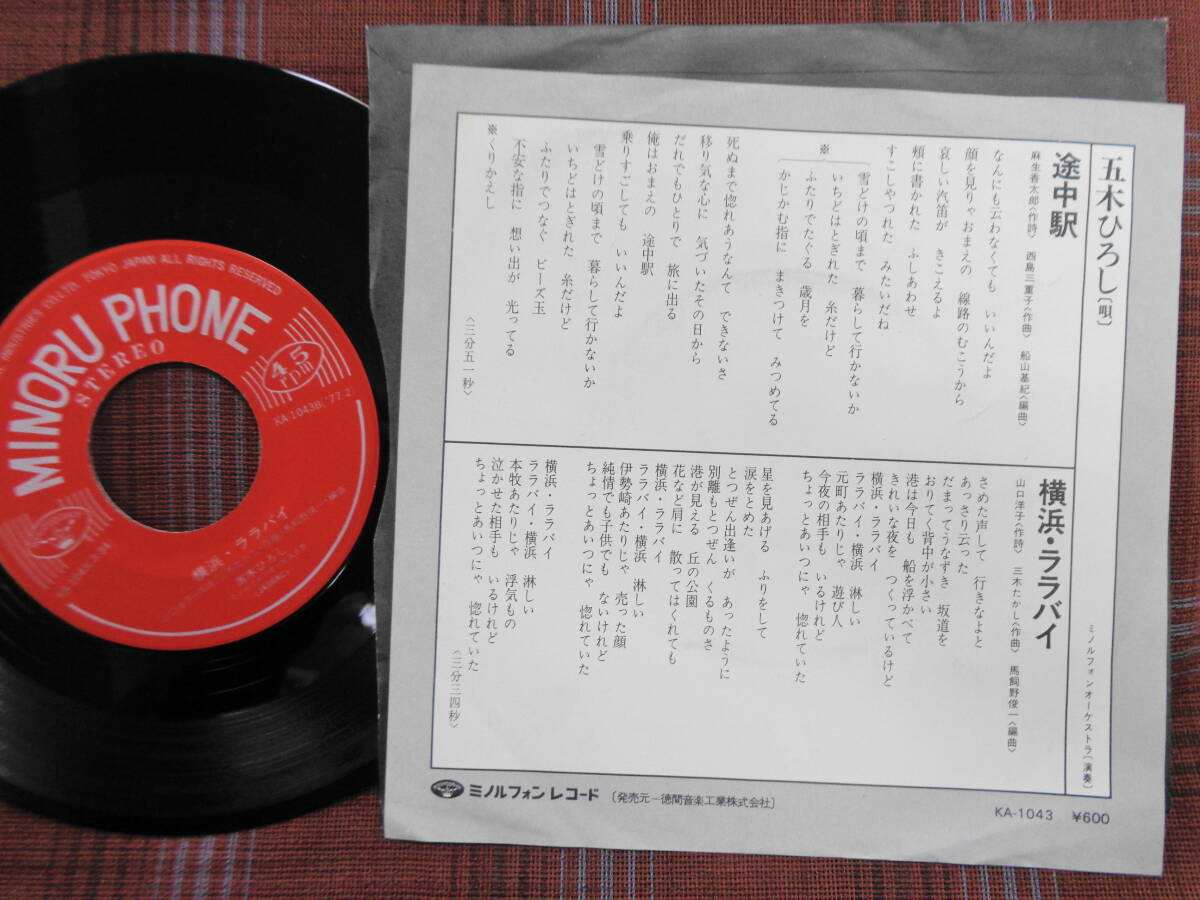 五木ひろし〔唄〕
ミノルフォンオーケストラ〔演奏〕
途中駅
麻生香太郎〈作詩〉 西島三重子〈作曲〉 船山基紀〈編曲〉
なんにも云わなくても いいんだよ
顔を見りゃおまえの 線路のむこうから
哀しい汽笛が きこえるよ
頬に書かれた ふしあわせ
すこしやつれた みたいだね
※
雪どけの頃まで 暮らして行かないか
いちどはとぎれた 糸だけど
ふたりでたぐる 歳月を
かじかむ指に まきつけて みつめてる
死ぬまで惚れあうなんて できないさ
移り気な心に 気づいたその日から
だれでもひとりで 旅に出る
俺はおまえの 途中駅
乗りすごしても いいんだよ
雪どけの頃まで 暮らして行かないか
いちどはとぎれた 糸だけど
ふたりでつなぐ ビーズ玉
不安な指に 想い出が 光ってる
※くりかえし
〈三分五一秒〉
横浜・ララバイ
山口洋子〈作詩〉 三木たかし〈作曲〉 馬飼野俊一〈編曲〉
さめた声して 行きなよと
あっさり云った
だまってうなずき 坂道を
おりてく背中が小さい
港は今日も 船を浮かべて
きれいな夜を つくっているけど
横浜・ララバイ
ララバイ・横浜 淋しい
元町あたりじゃ 遊び人
今夜の相手も いるけれど
ちょっとあいつにゃ 惚れていた
星を見あげる ふりをして
涙をとめた
とつぜん出逢いが あったように
別離もとつぜん くるものさ
港が見える 丘の公園
花など肩に 散ってはくれても
横浜・ララバイ
ララバイ・横浜 淋しい
伊勢崎あたりじゃ 売った顔
純情でも子供でも ないけれど
ちょっとあいつにゃ 惚れていた
横浜・ララバイ
ララバイ・横浜 淋しい
本牧あたりじゃ 浮気もの
泣かせた相手も いるけれど
ちょっとあいつにゃ 惚れていた
〈三分三四秒〉
ミノルフォン レコード 〔発売元−徳間音楽工業株式会社〕
KA-1043 ¥600
INDUSTRIES CO.LTD. TOKYO JAPAN ALL RIGHTS RESERVED
MINORU PHONE
STEREO
45
rpm
KA-1043B '77-2
横浜・ララバイ
五木ひろし